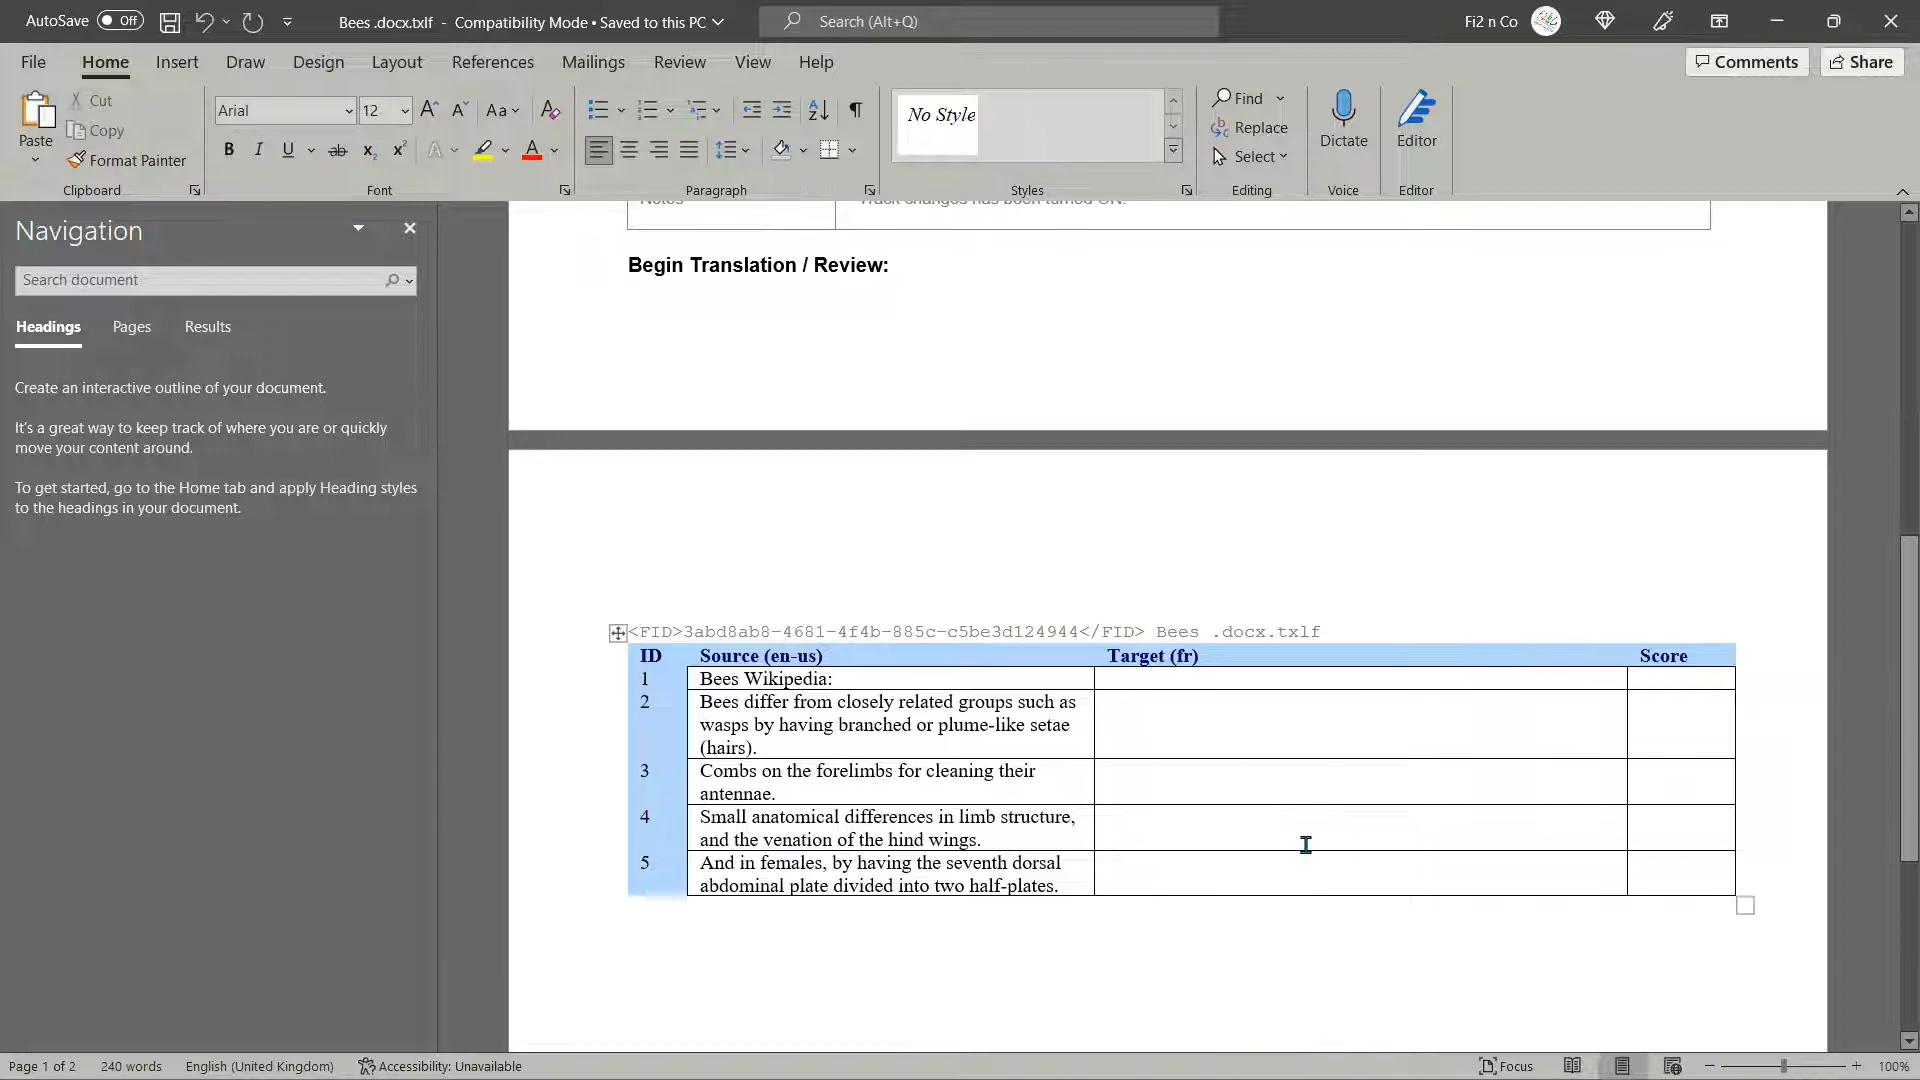 AutoSave Off Bees .docx.txlf - Compatibility Mode • Saved to this PC Search (Alt+Q) Fi2 n Co
File Home Insert Draw Design Layout References Mailings Review View Help Comments Share
Paste
Cut
Copy
Format Painter
Clipboard
Arial 12
Aa
Font
Paragraph
No Style
Styles
Find
Replace
Select
Editing
Dictate
Voice
Editor
Editor
Navigation
Search document
Headings Pages Results
Create an interactive outline of your document.
It's a great way to keep track of where you are or quickly
move your content around.
To get started, go to the Home tab and apply Heading styles
to the headings in your document.
Notes Track changes has been turned ON.
Begin Translation / Review:
<FID>3abd8ab8-4681-4f4b-885c-c5be3d124944</FID> Bees .docx.txlf
ID Source (en-us) Target (fr) Score
1 Bees Wikipedia:
2 Bees differ from closely related groups such as
wasps by having branched or plume-like setae
(hairs).
3 Combs on the forelimbs for cleaning their
antennae.
4 Small anatomical differences in limb structure,
and the venation of the hind wings.
5 And in females, by having the seventh dorsal
abdominal plate divided into two half-plates.
Page 1 of 2 240 words English (United Kingdom) Accessibility: Unavailable Focus 100%